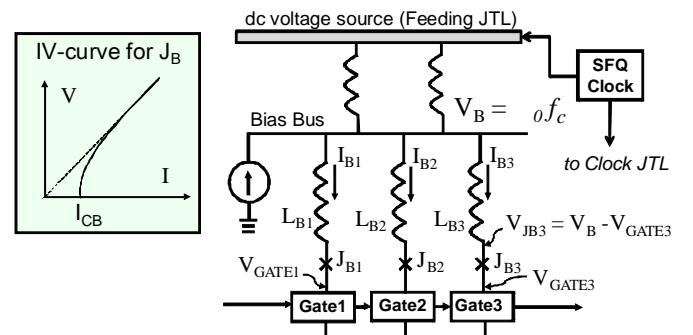 dc voltage source (Feeding JTL)
IV-curve for J_B
V
I
I_CB
SFQ
Clock
V_B = ₀f_c
Bias Bus
to Clock JTL
I_B1
I_B2
I_B3
L_B1
L_B2
L_B3
V_JB3 = V_B - V_GATE3
J_B1
J_B2
J_B3
V_GATE1
V_GATE3
Gate1
Gate2
Gate3